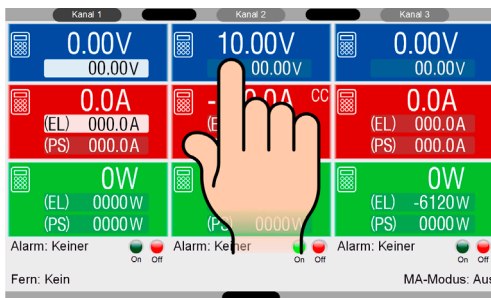 Kanal 1 Kanal 2 Kanal 3
0.00V 10.00V 0.00V
00.00V 00.00V 00.00V
0.0A CC 0.0A
(EL) 000.0A (EL) 000.0A
(PS) 000.0A (PS) 000.0A
0W 0W
(EL) 0000W (EL) -6120W
(PS) 0000W (PS) 0000W (PS) 0000W
Alarm: Keiner Alarm: Keiner Alarm: Keiner
On Off On Off On Off
Fern: Kein MA-Modus: